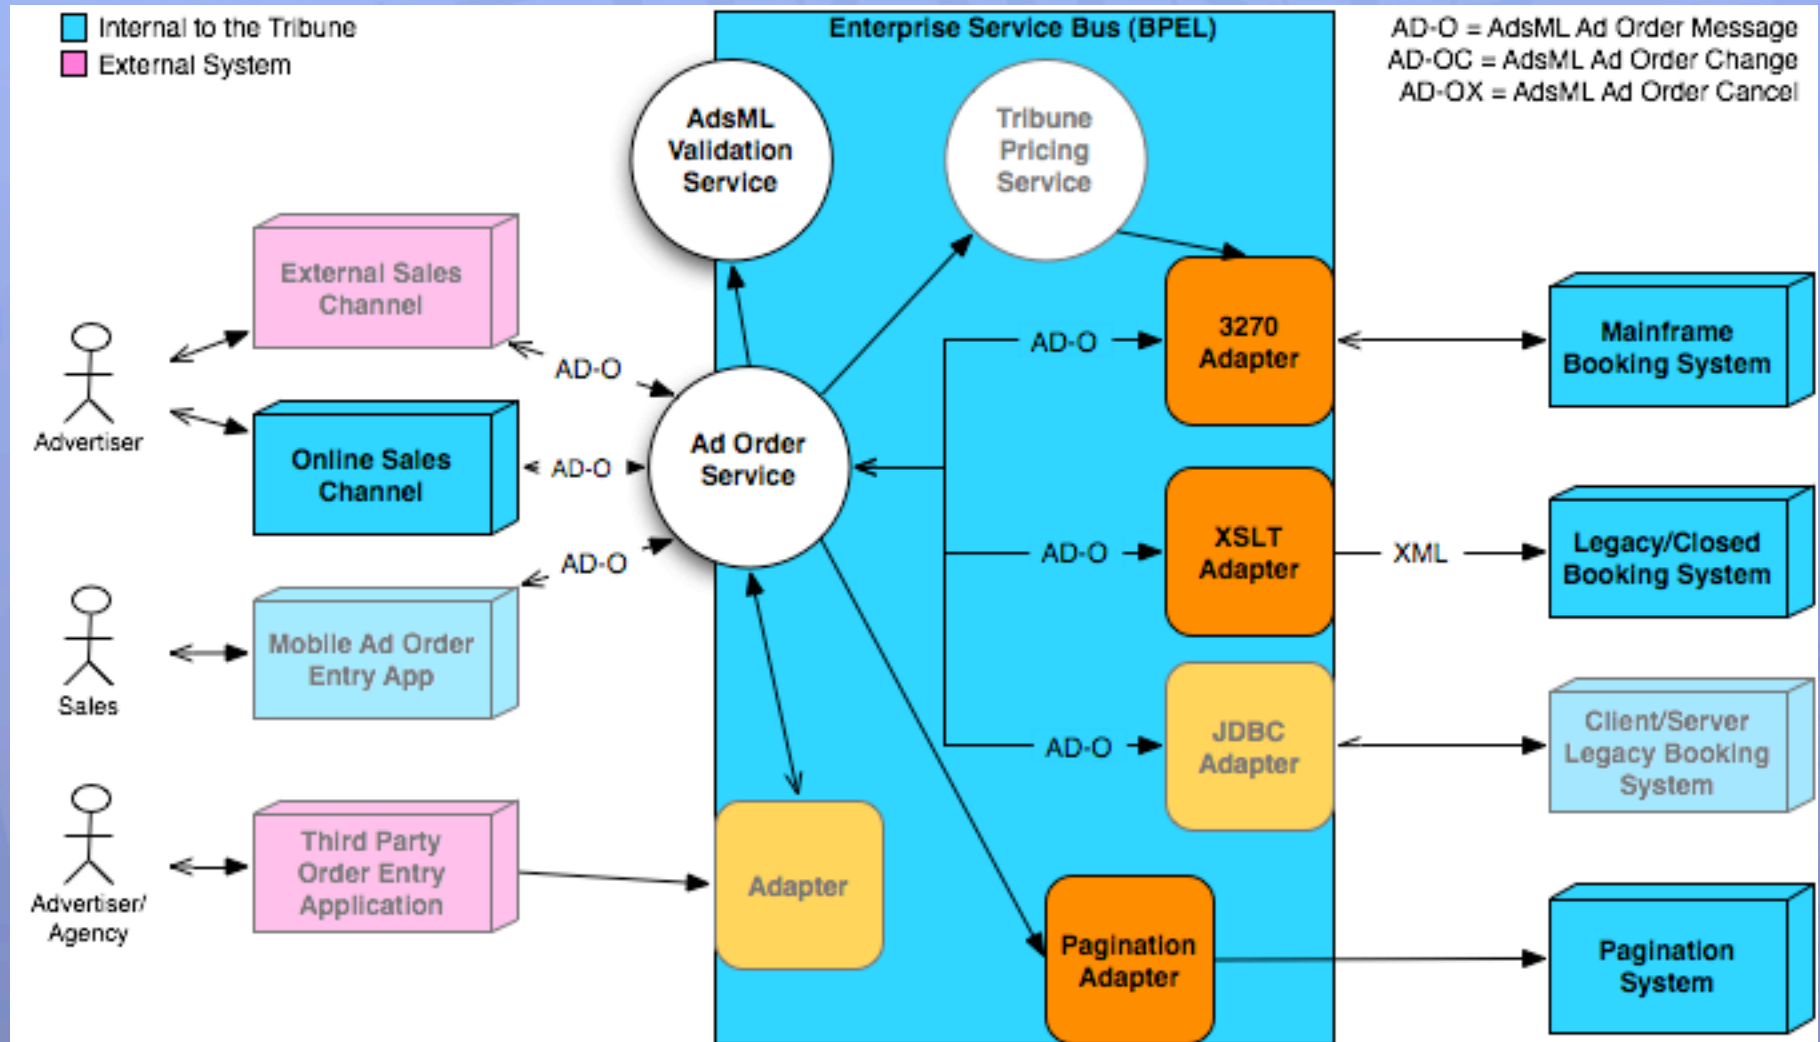 Internal to the Tribune
External System
Enterprise Service Bus (BPEL)
AD-O = AdsML Ad Order Message
AD-OC = AdsML Ad Order Change
AD-OX = AdsML Ad Order Cancel
AdsML
Validation
Service
Tribune
Pricing
Service
External Sales
Channel
AD-O
Advertiser
Online Sales
Channel
AD-O
Ad Order
Service
AD-O
3270
Adapter
Mainframe
Booking System
AD-O
XSLT
Adapter
XML
Legacy/Closed
Booking System
AD-O
Sales
Mobile Ad Order
Entry App
AD-O
JDBC
Adapter
Client/Server
Legacy Booking
System
Advertiser/
Agency
Third Party
Order Entry
Application
Adapter
Pagination
Adapter
Pagination
System